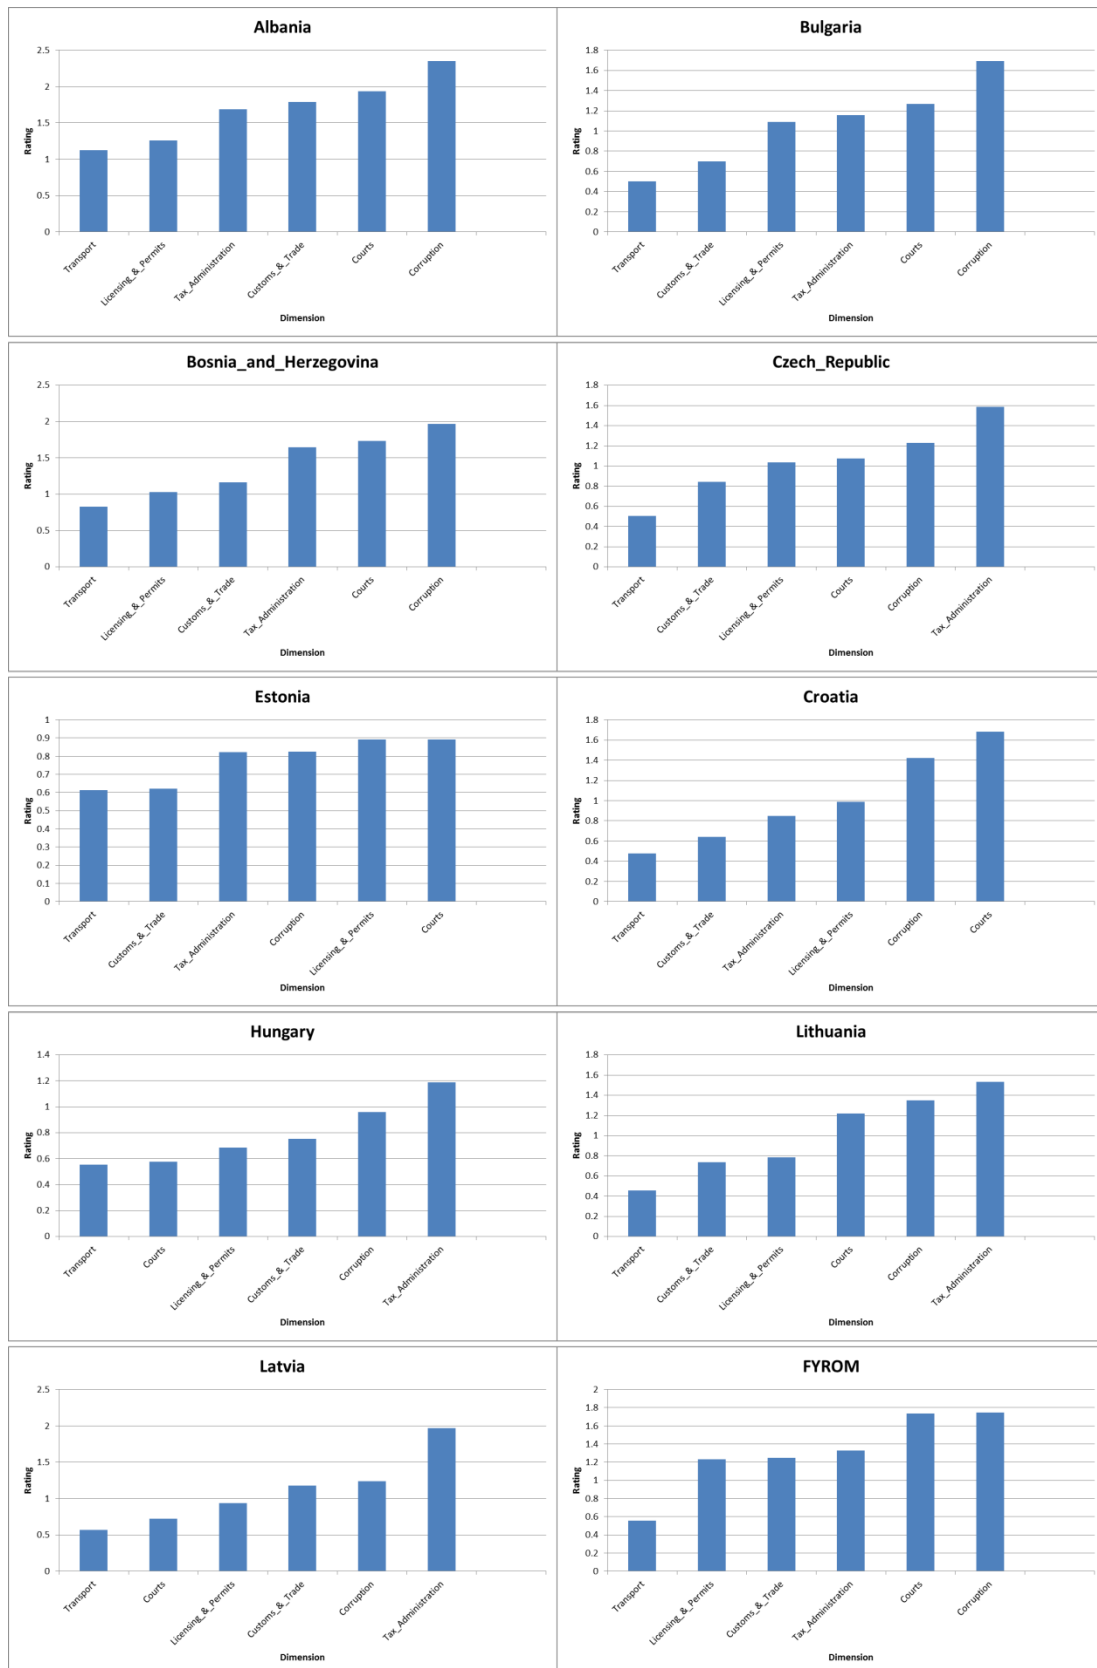 Albania
2.5
2
1.5
1
0.5
0
Rating
Transport
Licensing_&_Permits
Tax_Administration
Customs_&_Trade
Courts
Corruption
Dimension
Bulgaria
1.8
1.6
1.4
1.2
1
0.8
0.6
0.4
0.2
0
Rating
Transport
Customs_&_Trade
Licensing_&_Permits
Tax_Administration
Courts
Corruption
Dimension
Bosnia_and_Herzegovina
2.5
2
1.5
1
0.5
0
Rating
Transport
Licensing_&_Permits
Customs_&_Trade
Tax_Administration
Courts
Corruption
Dimension
Czech_Republic
1.8
1.6
1.4
1.2
1
0.8
0.6
0.4
0.2
0
Rating
Transport
Customs_&_Trade
Licensing_&_Permits
Courts
Corruption
Tax_Administration
Dimension
Estonia
1
0.9
0.8
0.7
0.6
0.5
0.4
0.3
0.2
0.1
0
Rating
Transport
Customs_&_Trade
Tax_Administration
Corruption
Licensing_&_Permits
Courts
Dimension
Croatia
1.8
1.6
1.4
1.2
1
0.8
0.6
0.4
0.2
0
Rating
Transport
Customs_&_Trade
Tax_Administration
Licensing_&_Permits
Corruption
Courts
Dimension
Hungary
1.4
1.2
1
0.8
0.6
0.4
0.2
0
Rating
Transport
Courts
Licensing_&_Permits
Customs_&_Trade
Corruption
Tax_Administration
Dimension
Lithuania
1.8
1.6
1.4
1.2
1
0.8
0.6
0.4
0.2
0
Rating
Transport
Customs_&_Trade
Licensing_&_Permits
Courts
Corruption
Tax_Administration
Dimension
Latvia
2.5
2
1.5
1
0.5
0
Rating
Transport
Courts
Licensing_&_Permits
Customs_&_Trade
Corruption
Tax_Administration
Dimension
FYROM
2
1.8
1.6
1.4
1.2
1
0.8
0.6
0.4
0.2
0
Rating
Transport
Licensing_&_Permits
Customs_&_Trade
Tax_Administration
Courts
Corruption
Dimension